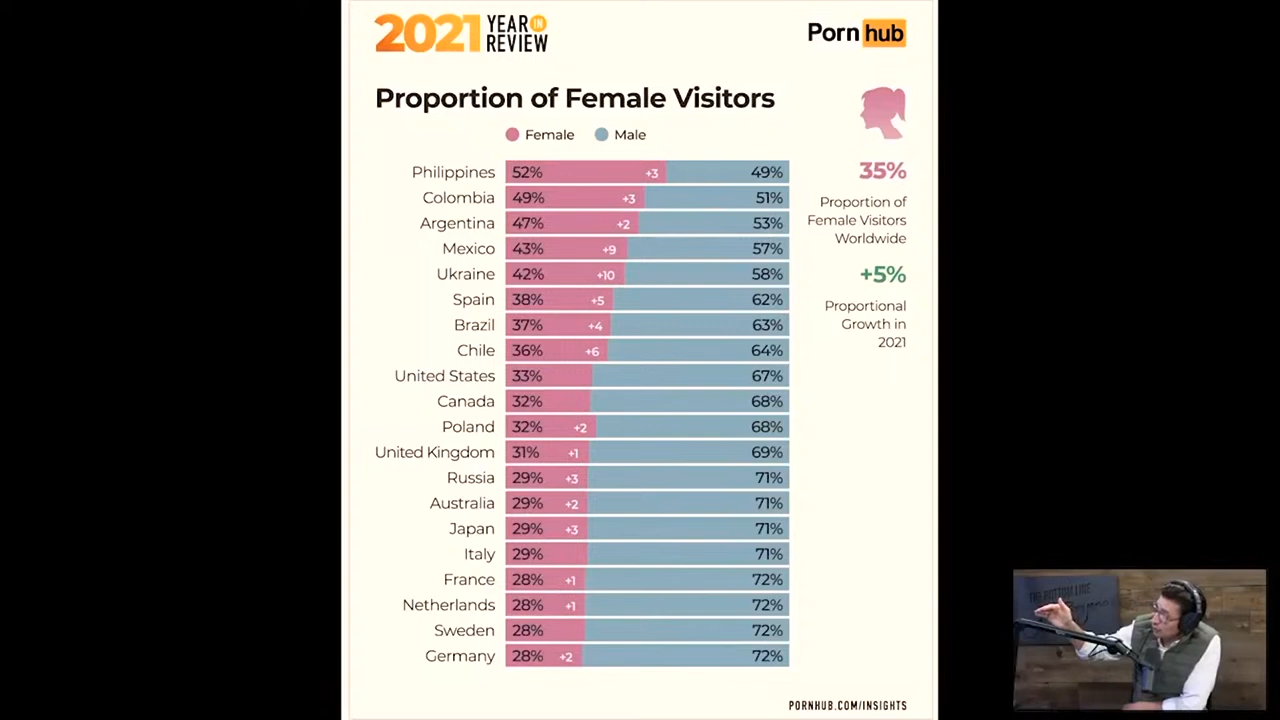 2021 YEAR IN REVIEW
Pornhub
Proportion of Female Visitors
Female Male
Philippines 52% +3 49%
Colombia 49% +3 51%
Argentina 47% +2 53%
Mexico 43% +9 57%
Ukraine 42% +10 58%
Spain 38% +5 62%
Brazil 37% +4 63%
Chile 36% +6 64%
United States 33% 67%
Canada 32% 68%
Poland 32% +2 68%
United Kingdom 31% +1 69%
Russia 29% +3 71%
Australia 29% +2 71%
Japan 29% +3 71%
Italy 29% 71%
France 28% +1 72%
Netherlands 28% +1 72%
Sweden 28% 72%
Germany 28% +2 72%
35%
Proportion of
Female Visitors
Worldwide
+5%
Proportional
Growth in
2021
PORNHUB.COM/INSIGHTS
THE BOTTOM LINE